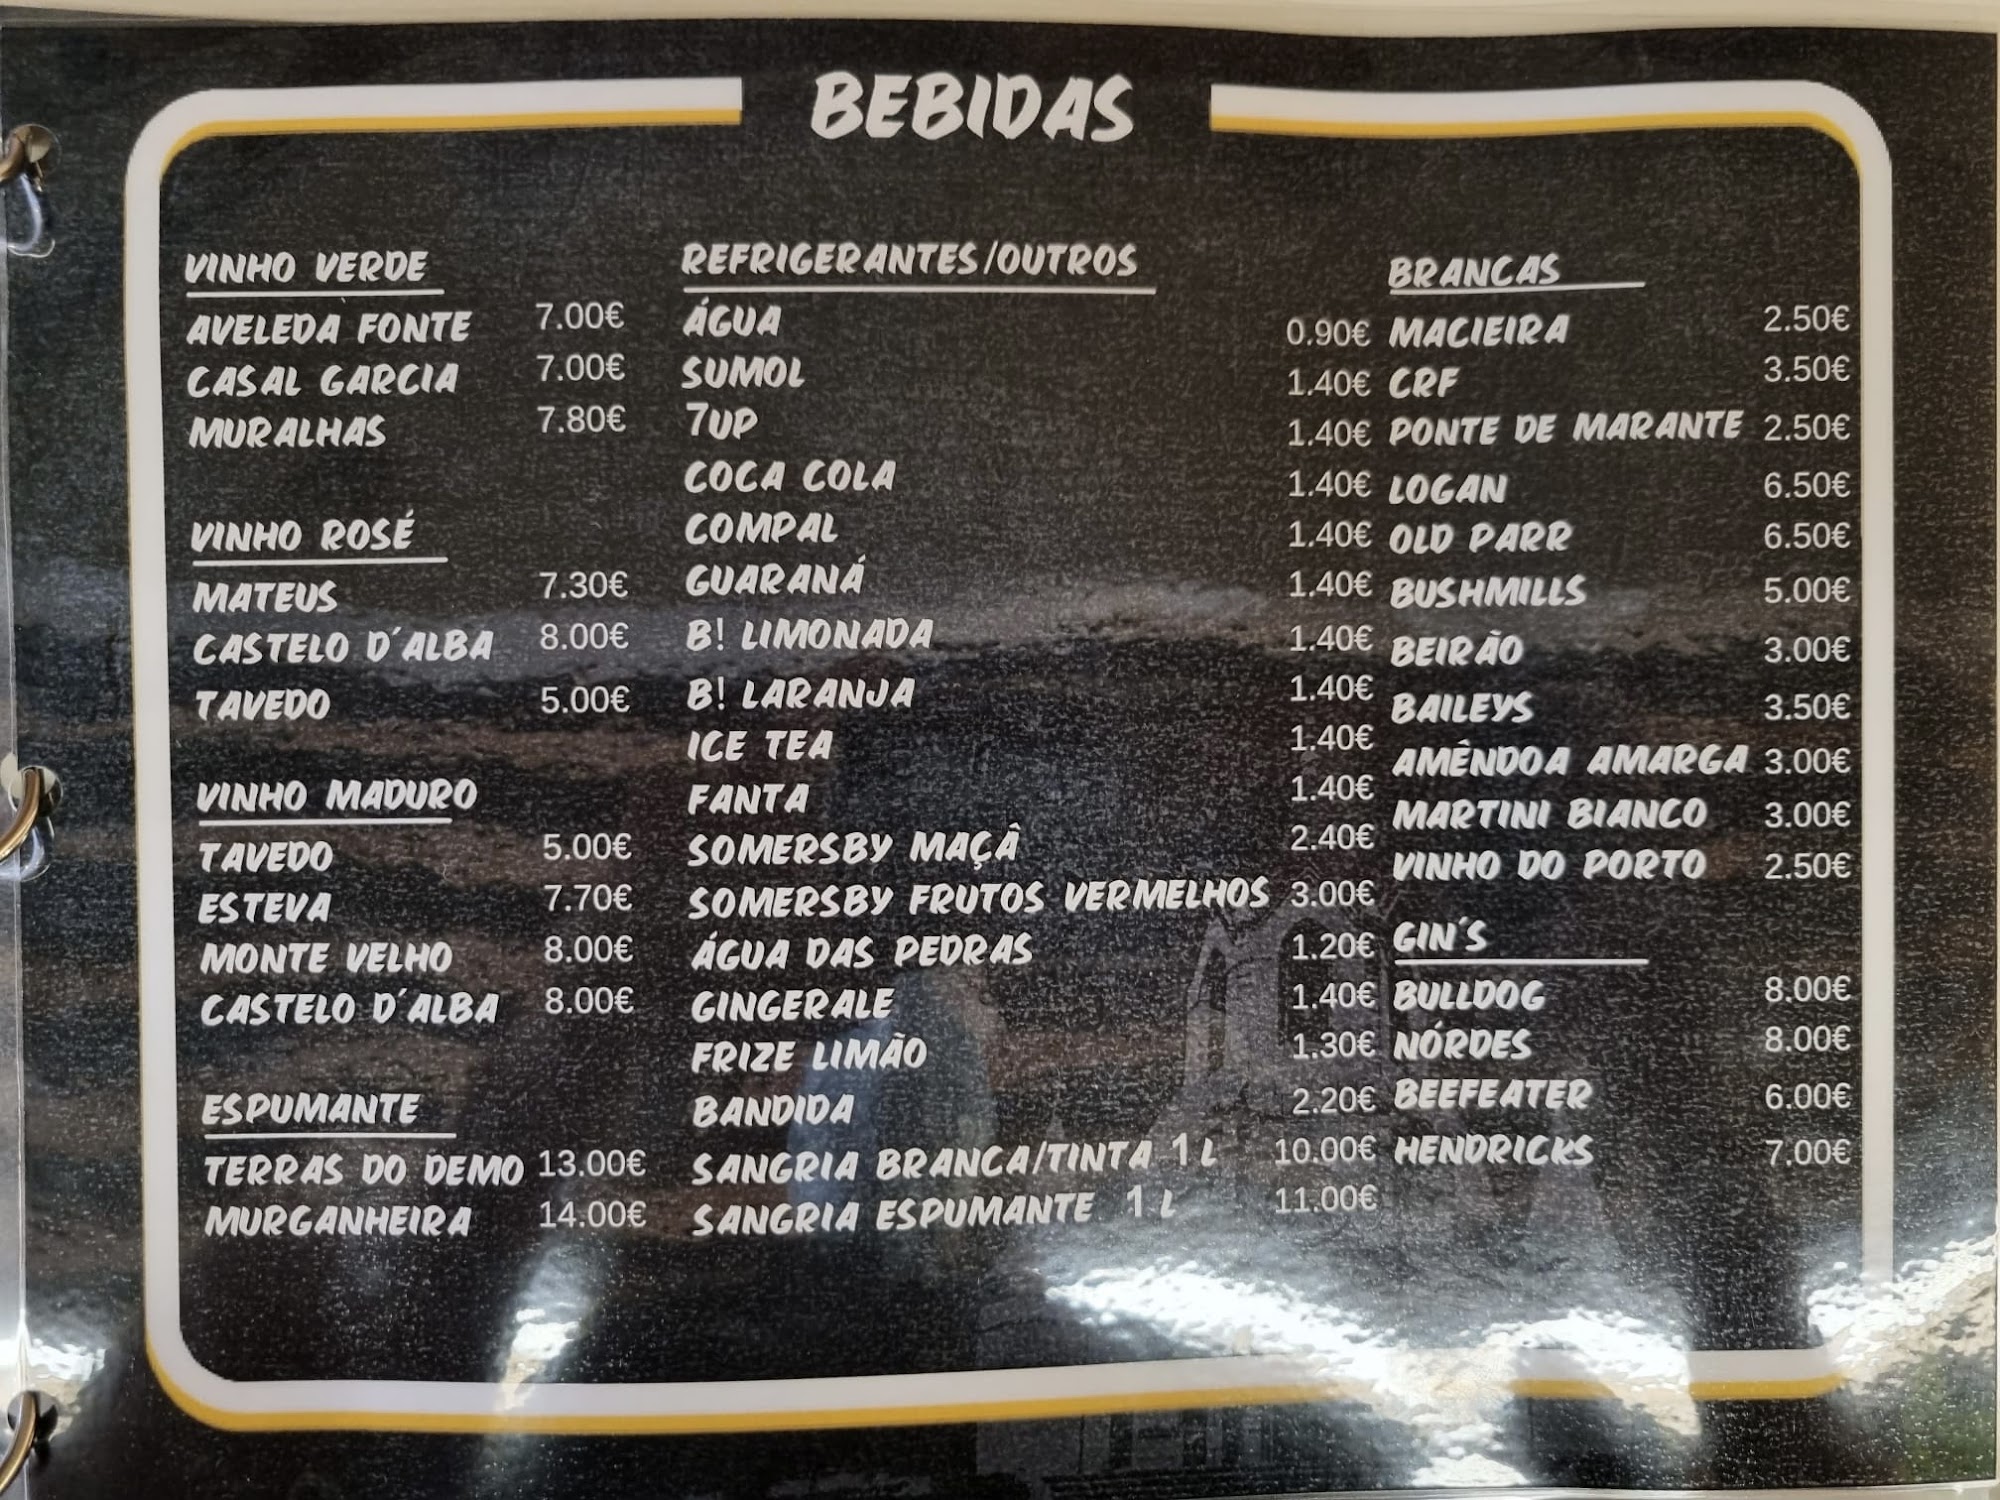 BEBIDAS
VINHO VERDE
AVELEDA FONTE 7.00€
CASAL GARCIA 7.00€
MURALHAS 7.80€
VINHO ROSÉ
MATEUS 7.30€
CASTELO D´ALBA 8.00€
TAVEDO 5.00€
VINHO MADURO
TAVEDO 5.00€
ESTEVA 7.70€
MONTE VELHO 8.00€
CASTELO D´ALBA 8.00€
ESPUMANTE
TERRAS DO DEMO 13.00€
MURGANHEIRA 14.00€
REFRIGERANTES/OUTROS
ÁGUA 0.90€
SUMOL 1.40€
7UP 1.40€
COCA COLA 1.40€
COMPAL 1.40€
GUARANÁ 1.40€
B! LIMONADA 1.40€
B! LARANJA 1.40€
ICE TEA 1.40€
FANTA 1.40€
SOMERSBY MAÇÂ 2.40€
SOMERSBY FRUTOS VERMELHOS 3.00€
ÁGUA DAS PEDRAS 1.20€
GINGERALE 1.40€
FRIZE LIMÃO 1.30€
BANDIDA 2.20€
SANGRIA BRANCA/TINTA 1 L 10.00€
SANGRIA ESPUMANTE 1 L 11.00€
BRANCAS
MACIEIRA 2.50€
CRF 3.50€
PONTE DE MARANTE 2.50€
LOGAN 6.50€
OLD PARR 6.50€
BUSHMILLS 5.00€
BEIRÃO 3.00€
BAILEYS 3.50€
AMÊNDOA AMARGA 3.00€
MARTINI BIANCO 3.00€
VINHO DO PORTO 2.50€
GIN´S
BULLDOG 8.00€
NÓRDES 8.00€
BEEFEATER 6.00€
HENDRICKS 7.00€